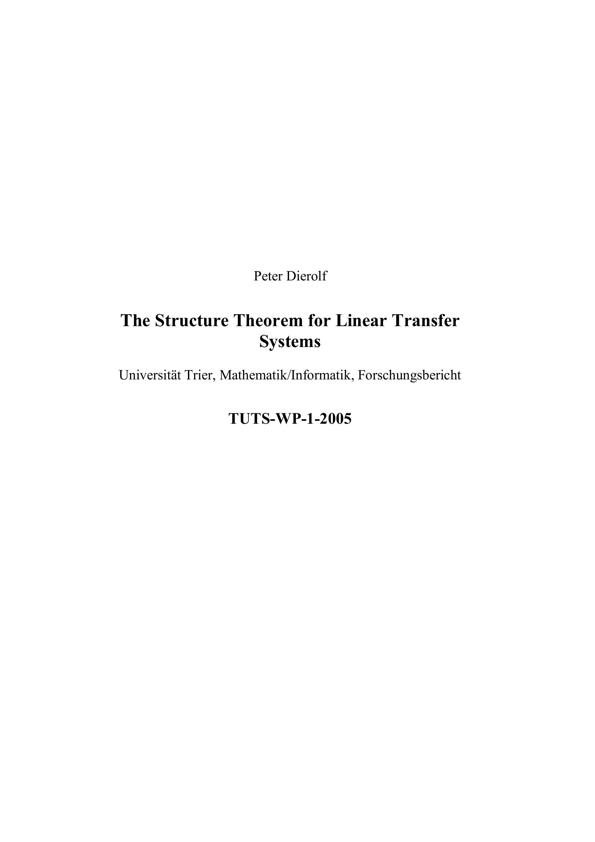 Peter Dierolf
The Structure Theorem for Linear Transfer
Systems
Universität Trier, Mathematik/Informatik, Forschungsbericht
TUTS-WP-1-2005